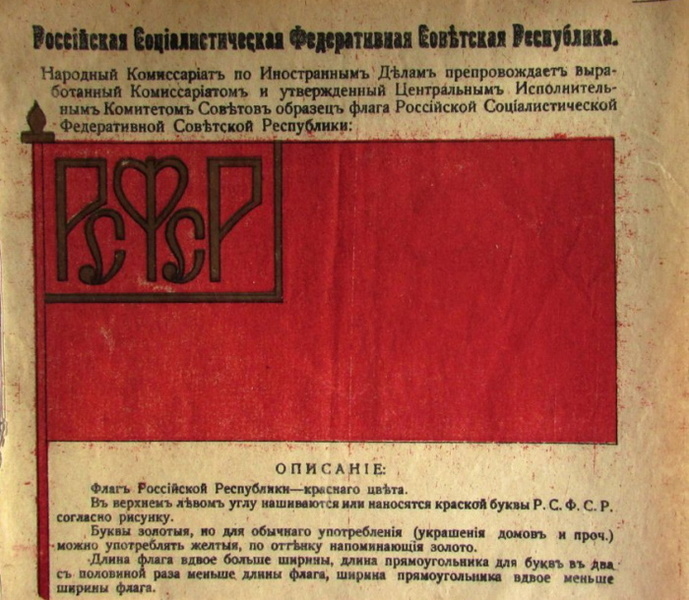 Россійская Соціалистическая Федеративная Совѣтская Республика.
Народный Комиссаріатъ по Иностраннымъ Дѣламъ препровождаетъ выра-
ботанный Комиссаріатомъ и утвержденный Центральнымъ Исполнитель-
нымъ Комитетомъ Совѣтовъ образецъ флага Россійской Соціалистической
Федеративной Совѣтской Республики:
РСФСР
ОПИСАНІЕ:
Флагъ Россійской Республики—краснаго цвѣта.
Въ верхнемъ лѣвомъ углу нашиваются или наносятся краской буквы Р. С. Ф. С. Р.
согласно рисунку.
Буквы золотыя, но для обычнаго употребленія (украшенія домовъ и проч.)
можно употреблять желтыя, по оттѣнку напоминающія золото.
Длина флага вдвое больше ширины, длина прямоугольника для буквъ въ два
съ половиной раза меньше длины флага, ширина прямоугольника вдвое меньше
ширины флага.